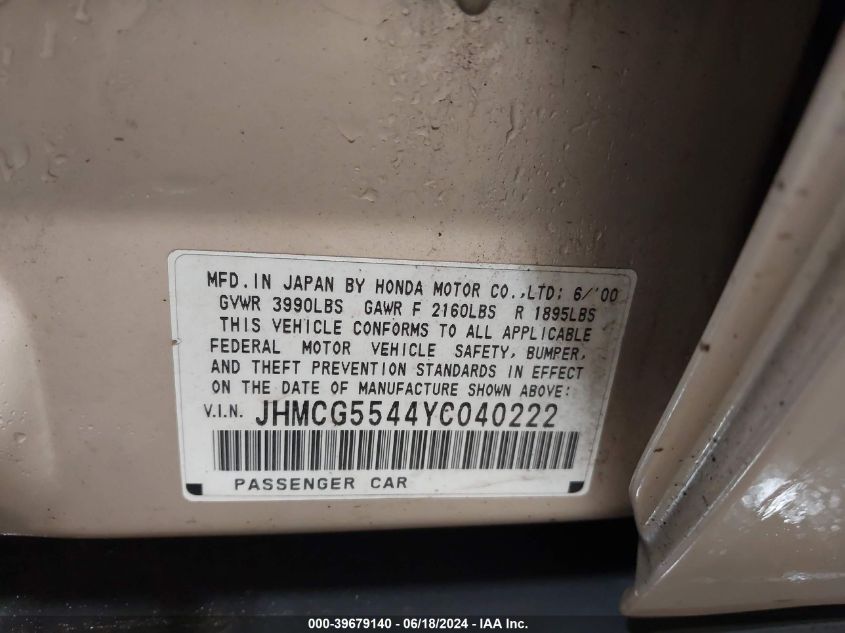 MFD. IN JAPAN BY HONDA MOTOR CO.,LTD; 6/'00
GVWR 3990LBS GAWR F 2160LBS R 1895LBS
THIS VEHICLE CONFORMS TO ALL APPLICABLE
FEDERAL MOTOR VEHICLE SAFETY, BUMPER,
AND THEFT PREVENTION STANDARDS IN EFFECT
ON THE DATE OF MANUFACTURE SHOWN ABOVE:
V.I.N. JHMCG5544YC040222
PASSENGER CAR
000-39679140 - 06/18/2024 - IAA Inc.